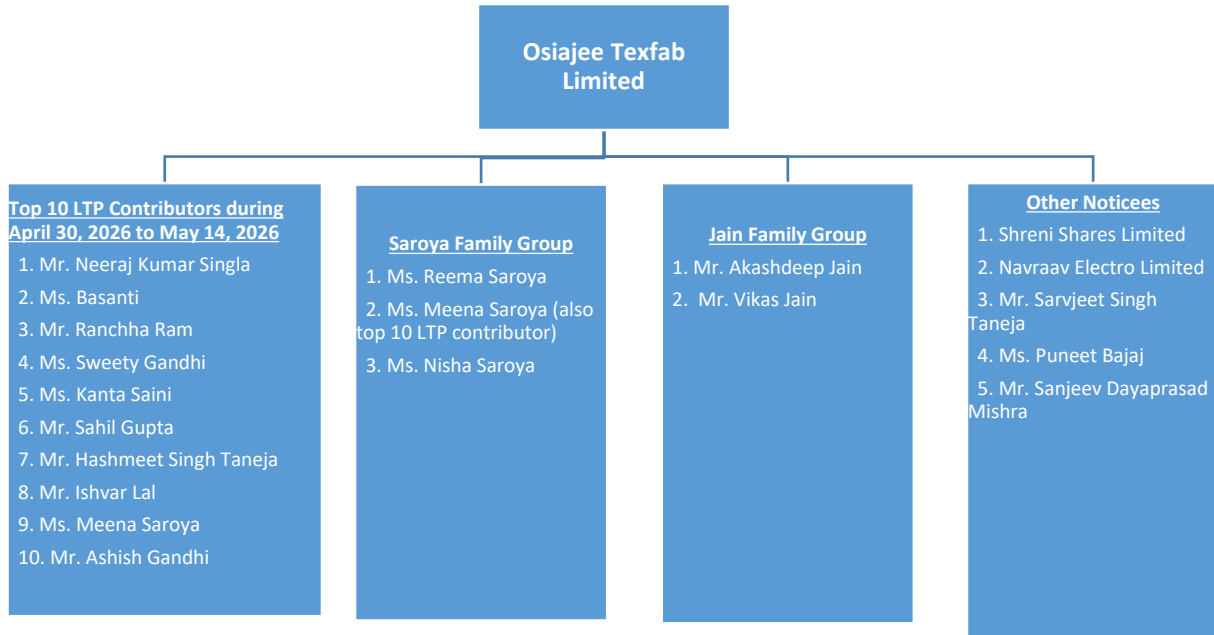 Osiajee Texfab
Limited
Top 10 LTP Contributors during
April 30, 2026 to May 14, 2026
1. Mr. Neeraj Kumar Singla
2. Ms. Basanti
3. Mr. Ranchha Ram
4. Ms. Sweety Gandhi
5. Ms. Kanta Saini
6. Mr. Sahil Gupta
7. Mr. Hashmeet Singh Taneja
8. Mr. Ishvar Lal
9. Ms. Meena Saroya
10. Mr. Ashish Gandhi
Saroya Family Group
1. Ms. Reema Saroya
2. Ms. Meena Saroya (also
top 10 LTP contributor)
3. Ms. Nisha Saroya
Jain Family Group
1. Mr. Akashdeep Jain
2. Mr. Vikas Jain
Other Noticees
1. Shreni Shares Limited
2. Navraav Electro Limited
3. Mr. Sarvjeet Singh
Taneja
4. Ms. Puneet Bajaj
5. Mr. Sanjeev Dayaprasad
Mishra